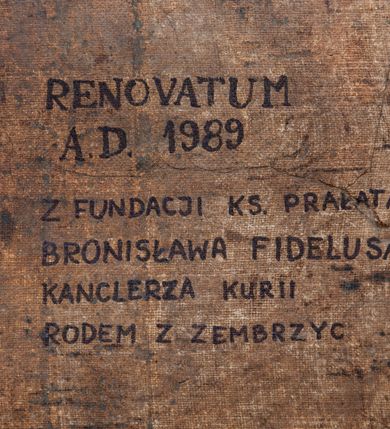 RENOVATUM
A.D. 1989
Z FUNDACJI KS. PRAŁATA
BRONISŁAWA FIDELUSA
KANCLERZA KURII
RODEM Z ZEMBRZYC